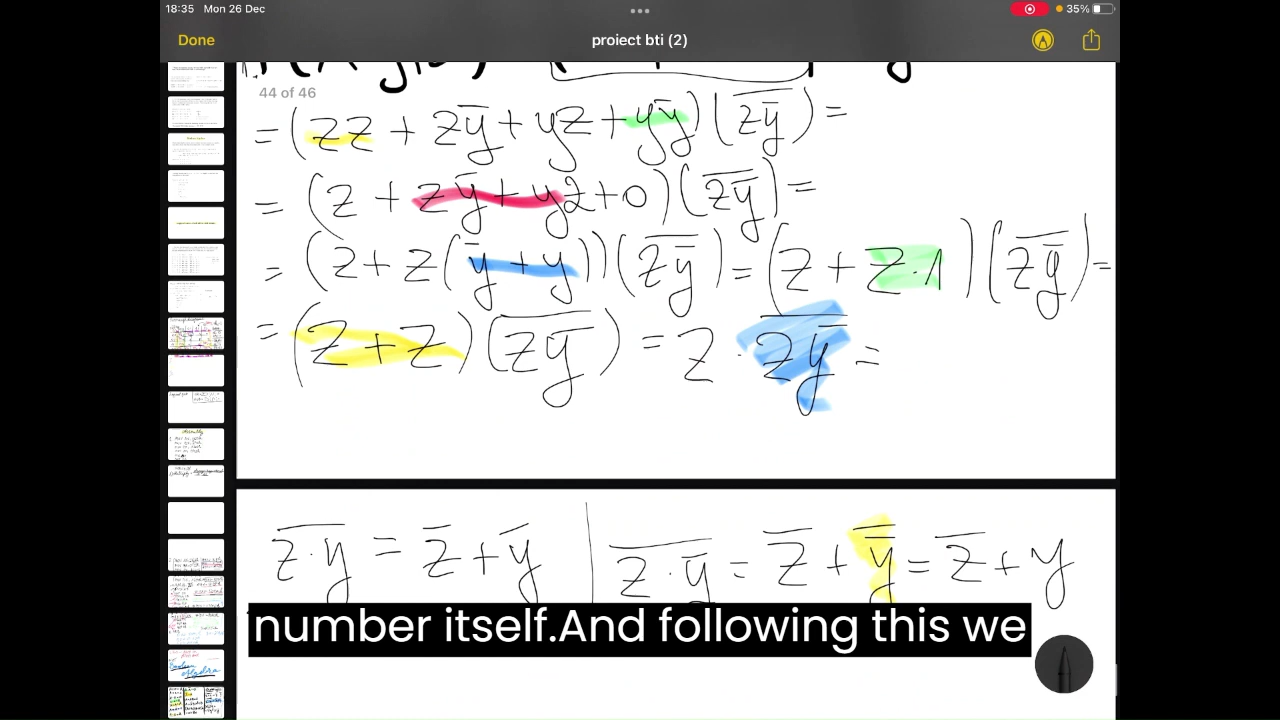 18:35 Mon 26 Dec 35%
Done proiect bti (2)
44 of 46
= (zz + zȳ + yz + yȳ)(z̅ȳ̅) =
= (z + zȳ + yz + 0)(z̅ȳ̅) =
= (z + z(ȳ + y))(z̅ȳ̅) = (z + z·1)(z̅ȳ̅) =
= (z + z)(z̅ȳ̅) = z · z̅ȳ̅ =
z̅·̅y̅ = z̅ + ȳ | z̅·̅ȳ̅ = z̅ + y̿ = z̅ + y
number itself.And following this we